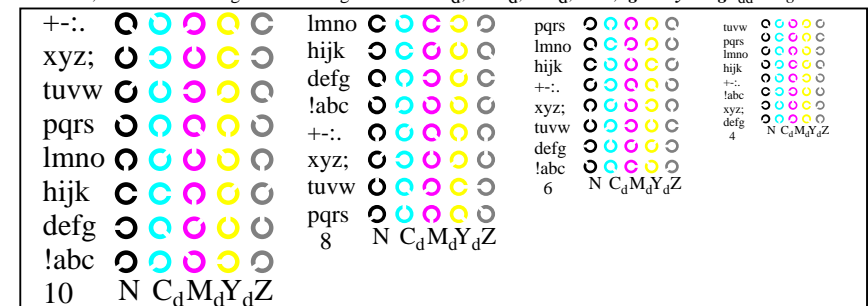 +-:.
xyz;
tuvw
pqrs
lmno
hijk
defg
!abc
10 N CdMdYdZ
lmno
hijk
defg
!abc
+-:.
xyz;
tuvw
pqrs
8 N CdMdYdZ
pqrs
lmno
hijk
+-:.
xyz;
tuvw
defg
!abc
6 N CdMdYdZ
tuvw
pqrs
lmno
hijk
+-:.
!abc
xyz;
defg
4 N CdMdYdZ